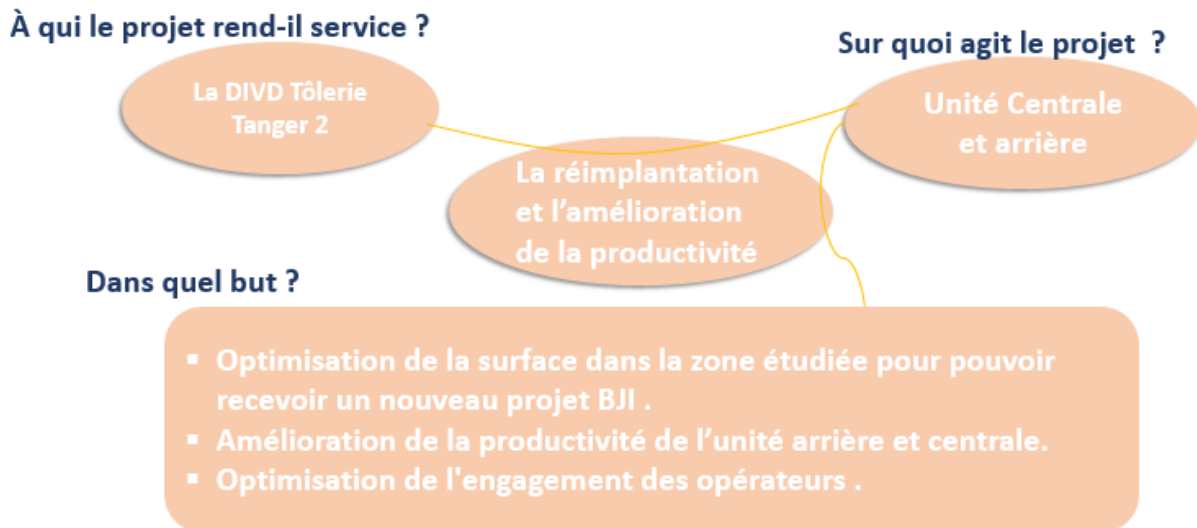 À qui le projet rend-il service ?
Sur quoi agit le projet ?
La DIVD Tôlerie
Tanger 2
Unité Centrale
et arrière
La réimplantation
et l’amélioration
de la productivité
Dans quel but ?
▪ Optimisation de la surface dans la zone étudiée pour pouvoir
recevoir un nouveau projet BJI .
▪ Amélioration de la productivité de l’unité arrière et centrale.
▪ Optimisation de l'engagement des opérateurs .